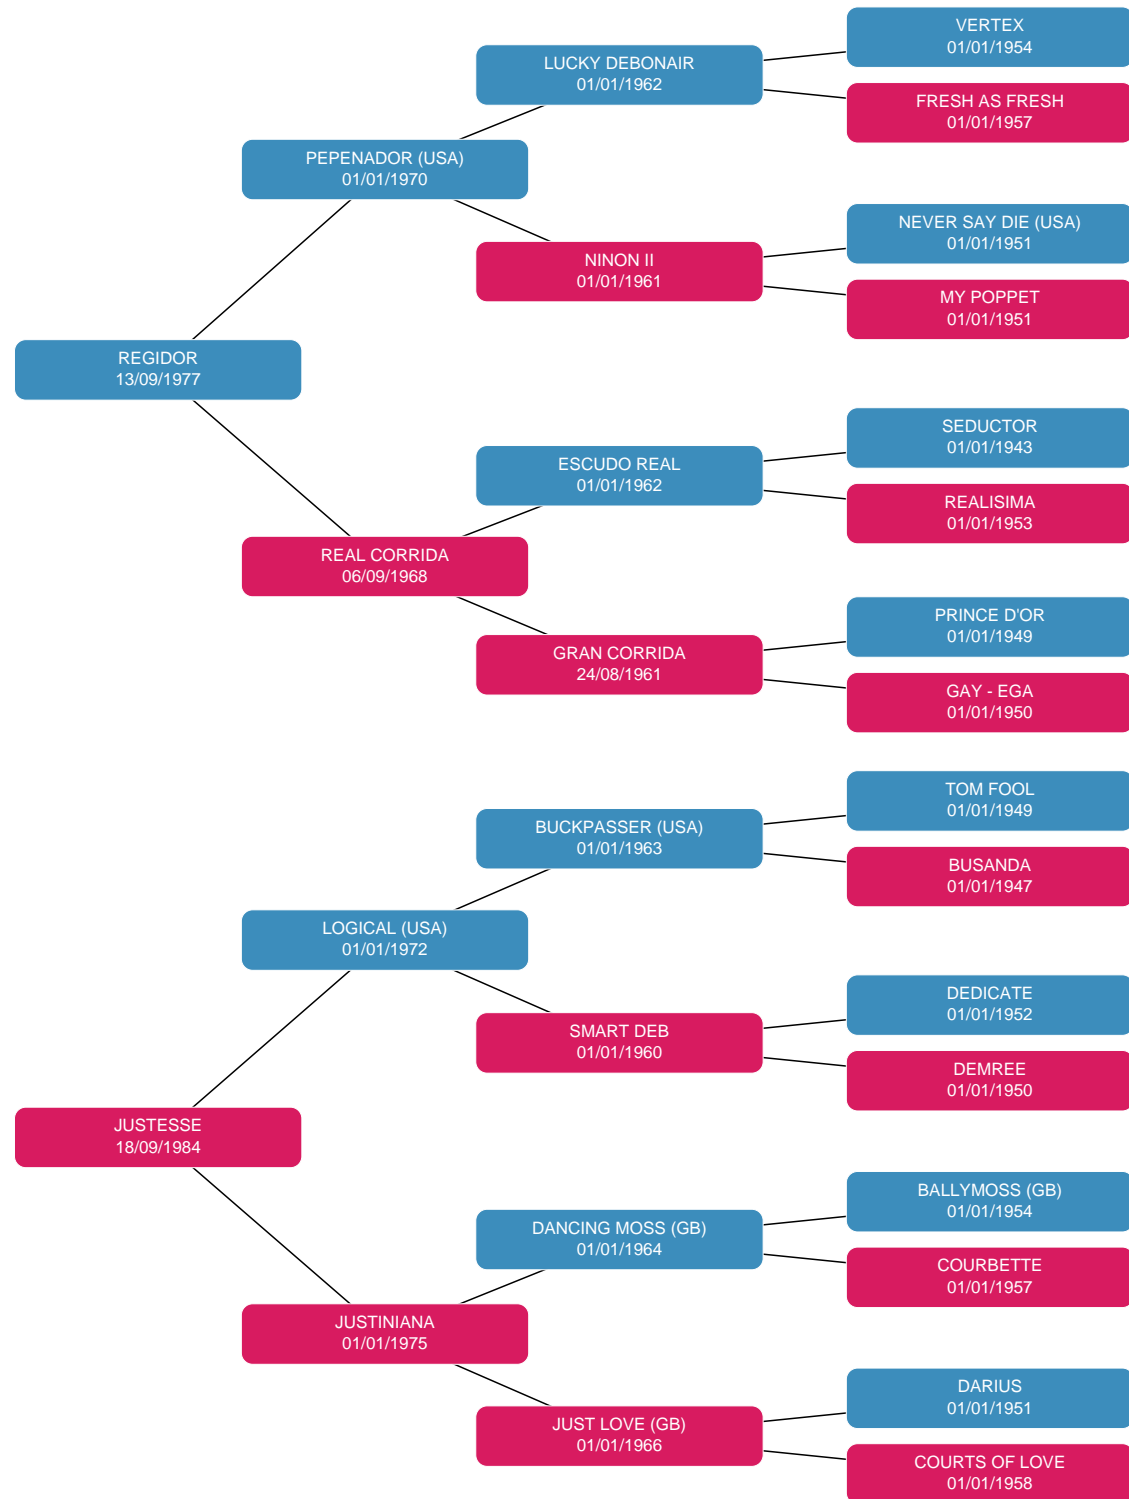 VERTEX
01/01/1954
LUCKY DEBONAIR
01/01/1962
FRESH AS FRESH
01/01/1957
PEPENADOR (USA)
01/01/1970
NEVER SAY DIE (USA)
01/01/1951
NINON II
01/01/1961
MY POPPET
01/01/1951
REGIDOR
13/09/1977
SEDUCTOR
01/01/1943
ESCUDO REAL
01/01/1962
REALISIMA
01/01/1953
REAL CORRIDA
06/09/1968
PRINCE D'OR
01/01/1949
GRAN CORRIDA
24/08/1961
GAY - EGA
01/01/1950
TOM FOOL
01/01/1949
BUCKPASSER (USA)
01/01/1963
BUSANDA
01/01/1947
LOGICAL (USA)
01/01/1972
DEDICATE
01/01/1952
SMART DEB
01/01/1960
DEMREE
01/01/1950
JUSTESSE
18/09/1984
BALLYMOSS (GB)
01/01/1954
DANCING MOSS (GB)
01/01/1964
COURBETTE
01/01/1957
JUSTINIANA
01/01/1975
DARIUS
01/01/1951
JUST LOVE (GB)
01/01/1966
COURTS OF LOVE
01/01/1958